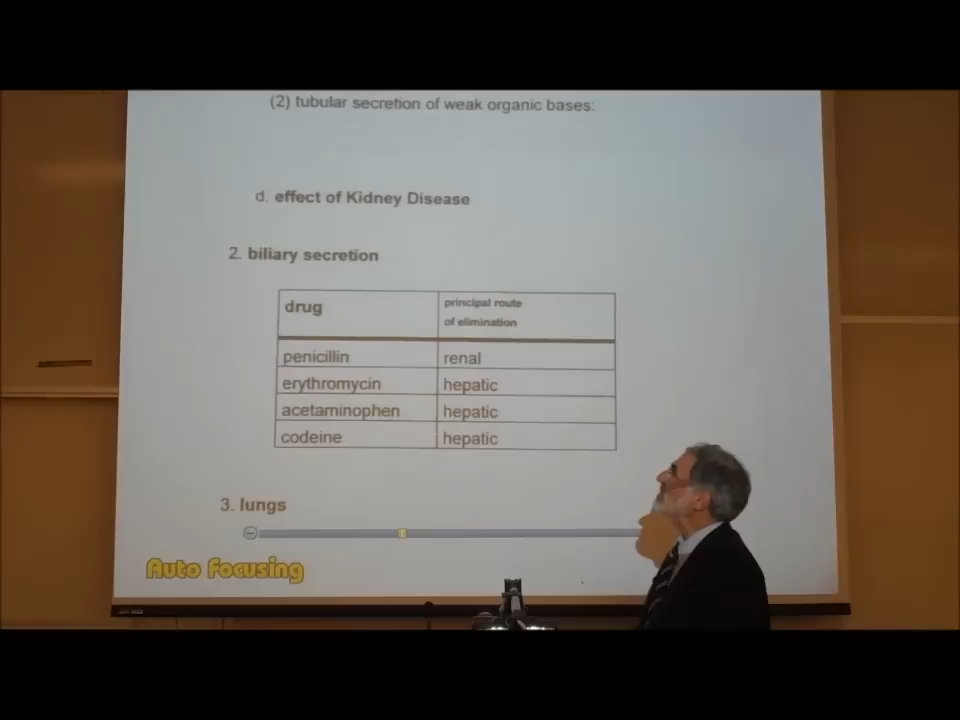 (2) tubular secretion of weak organic bases:
d. effect of Kidney Disease
2. biliary secretion
drug principal route of elimination
penicillin renal
erythromycin hepatic
acetaminophen hepatic
codeine hepatic
3. lungs
Auto Focusing